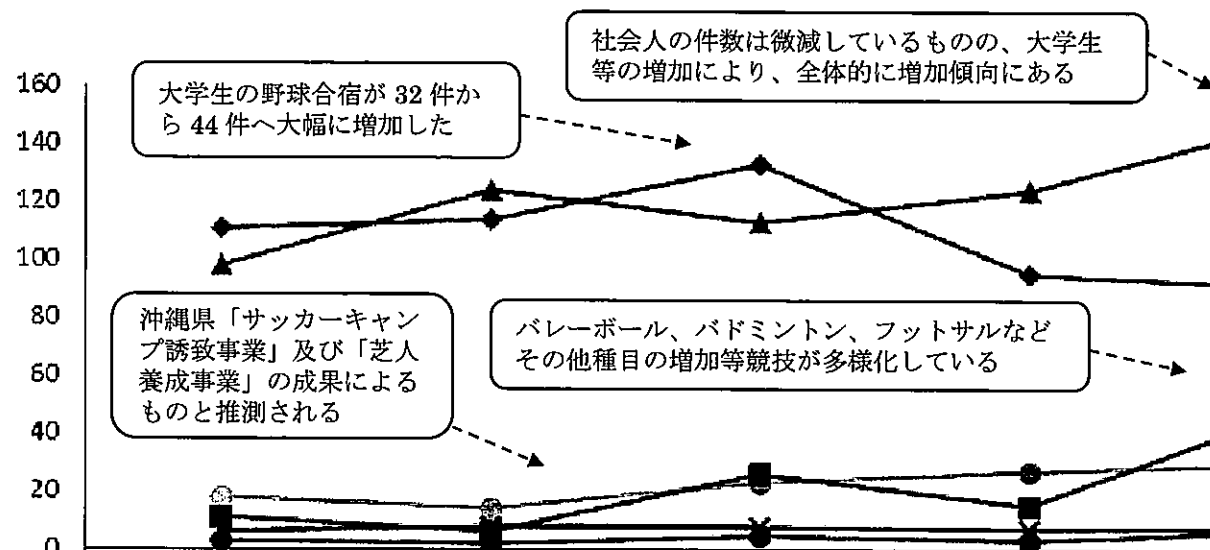 社会人の件数は微減しているものの、大学生
等の増加により、全体的に増加傾向にある
大学生の野球合宿が 32 件か
ら 44 件へ大幅に増加した
160
140
120
100
80
60
40
20
0
沖縄県「サッカーキャン
プ誘致事業」及び「芝人
養成事業」の成果による
ものと推測される
バレーボール、バドミントン、フットサルなど
その他種目の増加等競技が多様化している